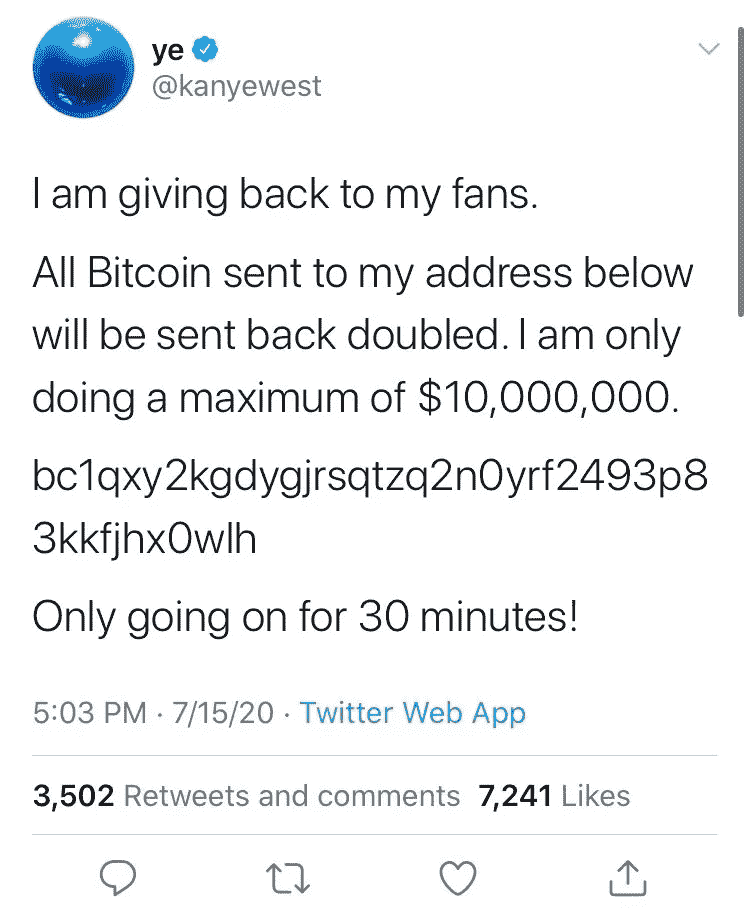 ye
@kanyewest
I am giving back to my fans.
All Bitcoin sent to my address below
will be sent back doubled. I am only
doing a maximum of $10,000,000.
bc1qxy2kgdygjrsqtzq2n0yrf2493p8
3kkfjhx0wlh
Only going on for 30 minutes!
5:03 PM · 7/15/20 · Twitter Web App
3,502 Retweets and comments 7,241 Likes